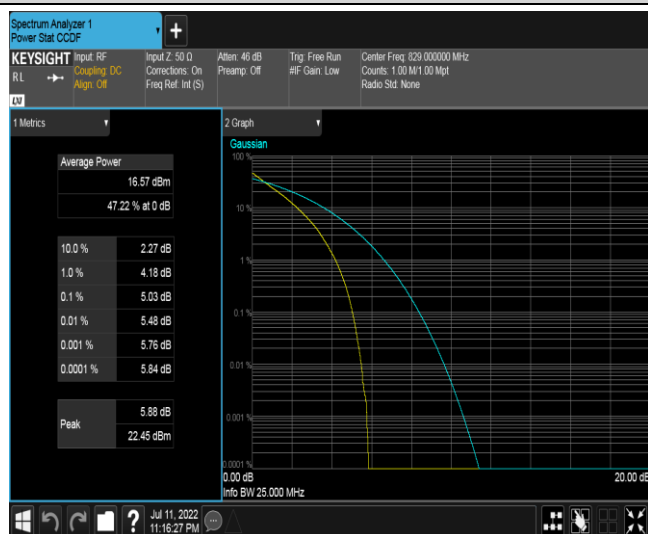 Spectrum Analyzer 1
Power Stat CCDF
+
KEYSIGHT
RL
LXI
Input: RF
Coupling: DC
Align: Off
Input Z: 50 Ω
Corrections: On
Freq Ref: Int (S)
Atten: 46 dB
Preamp: Off
Trig: Free Run
#IF Gain: Low
Center Freq: 829.000000 MHz
Counts: 1.00 M/1.00 Mpt
Radio Std: None
1 Metrics
Average Power
16.57 dBm
47.22 % at 0 dB
10.0 % 2.27 dB
1.0 % 4.18 dB
0.1 % 5.03 dB
0.01 % 5.48 dB
0.001 % 5.76 dB
0.0001 % 5.84 dB
Peak
5.88 dB
22.45 dBm
2 Graph
Gaussian
100 %
10 %
1 %
0.1 %
0.01 %
0.001 %
0.0001 %
0.00 dB
20.00 dB
Info BW 25.000 MHz
?
Jul 11, 2022
11:16:27 PM